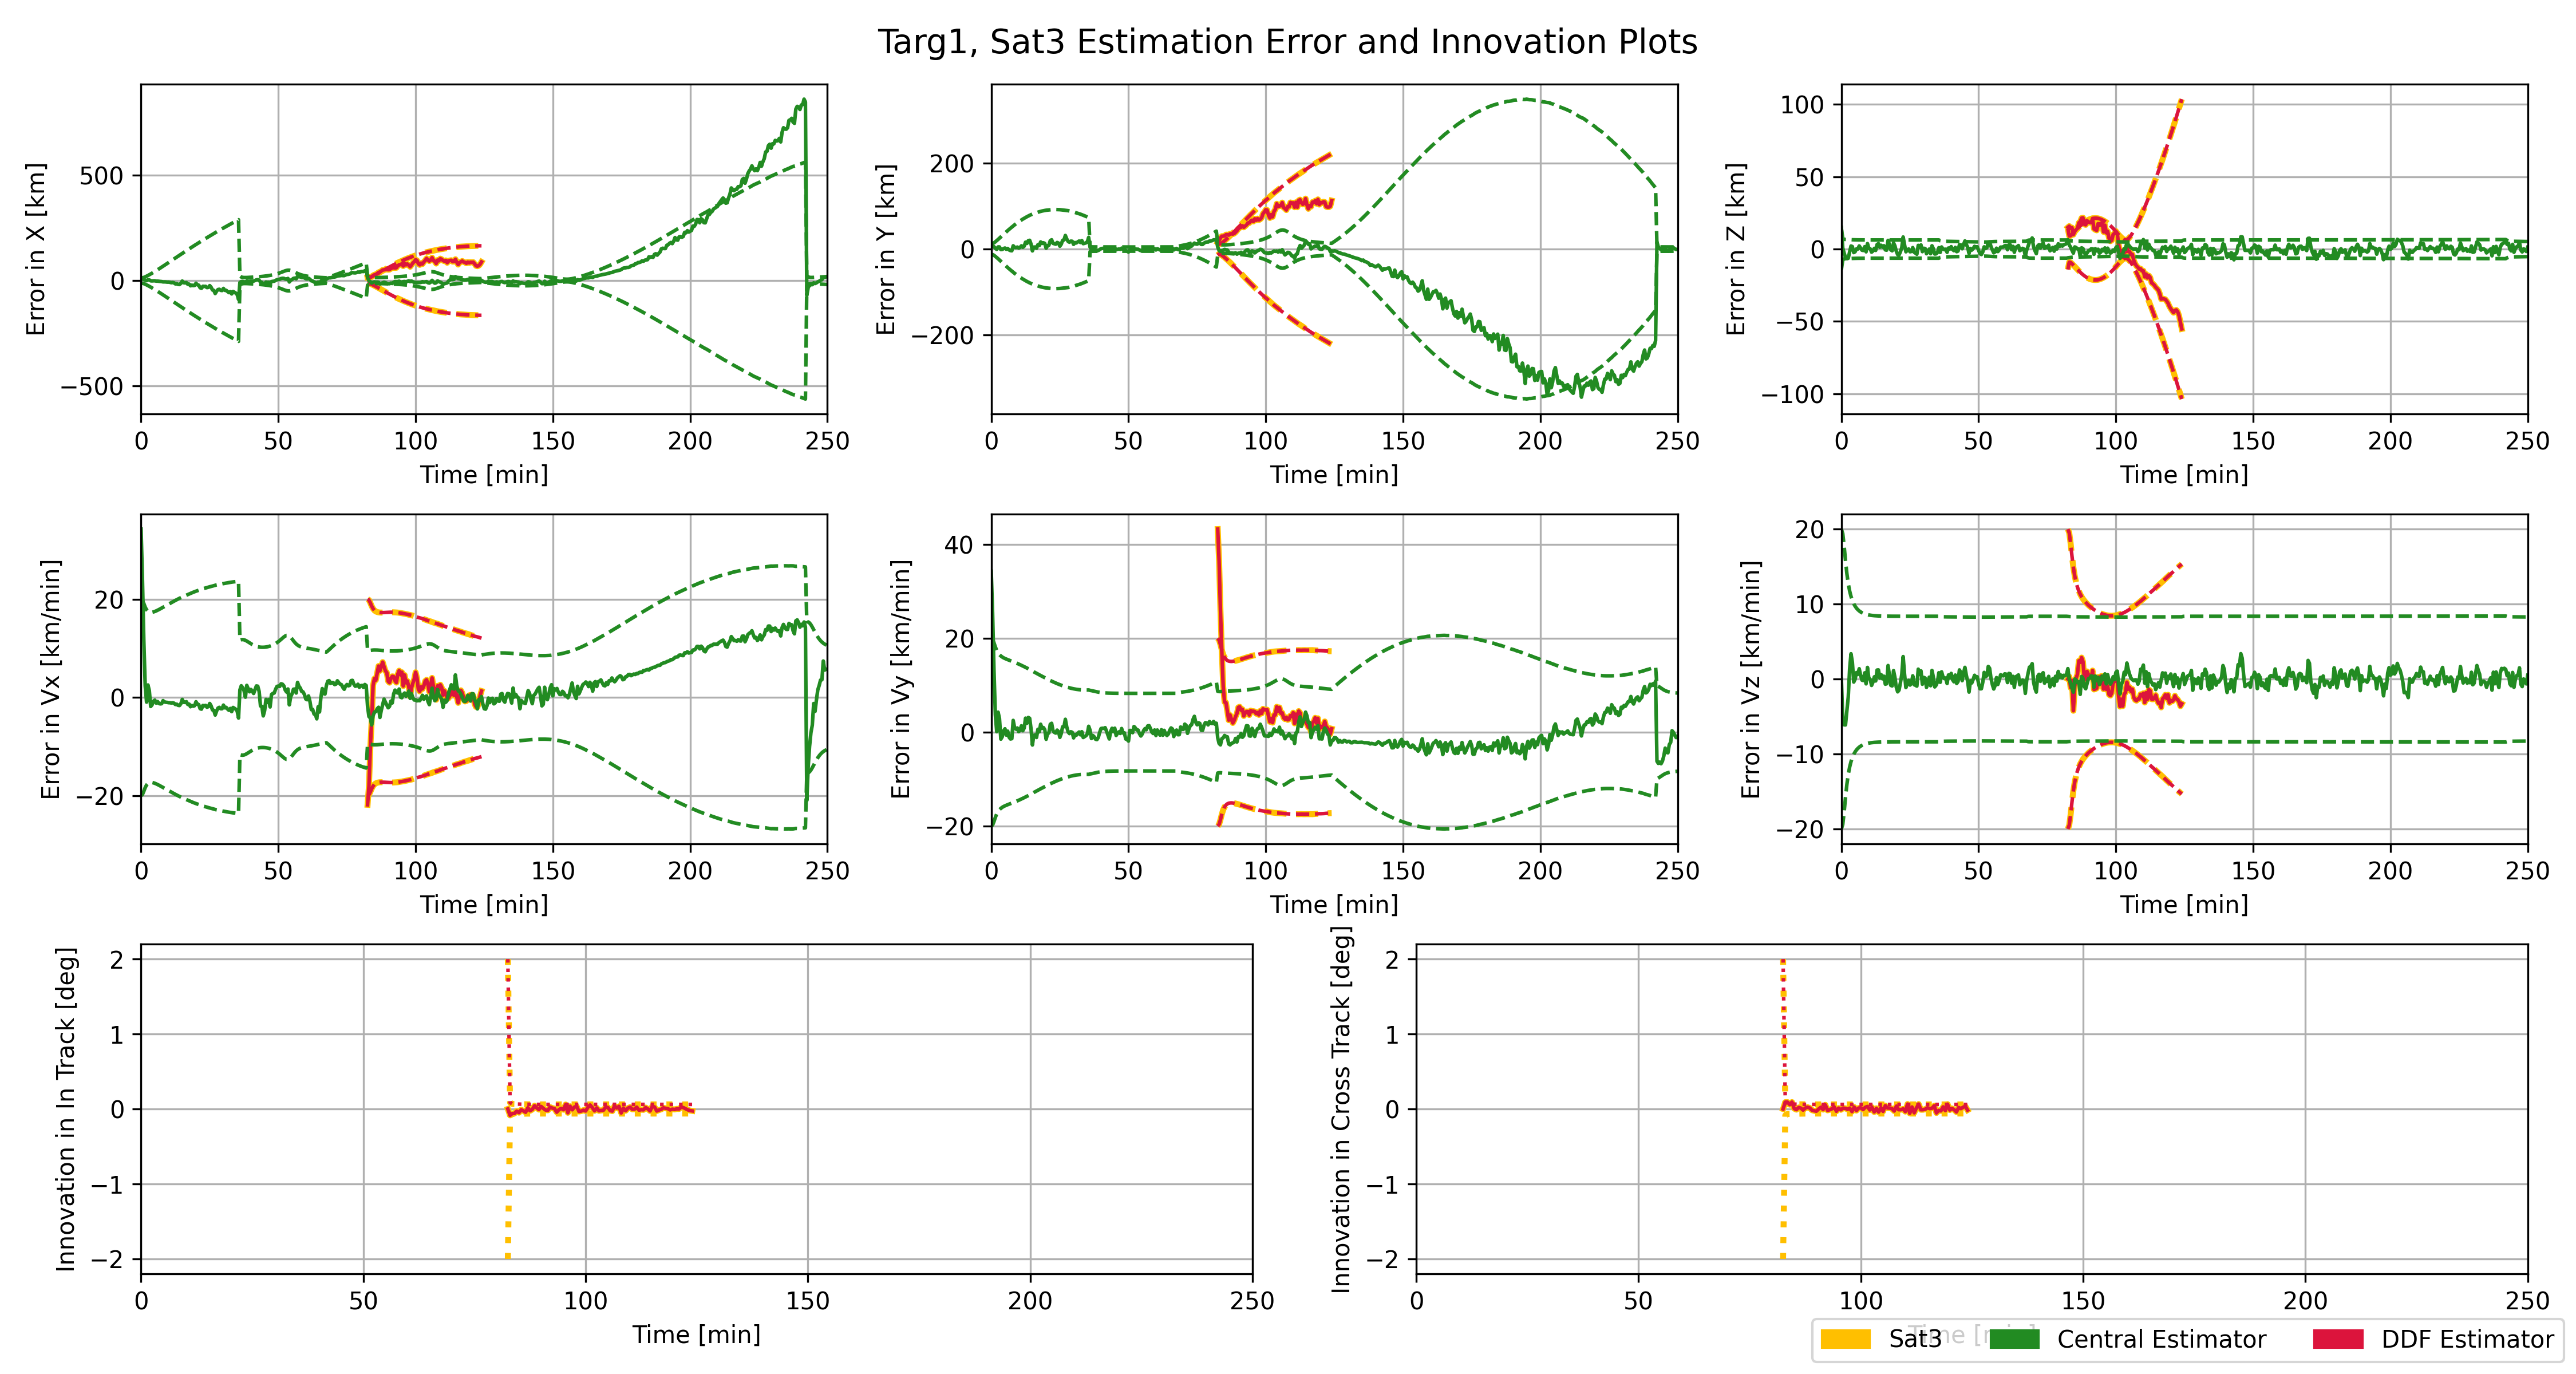 Targ1, Sat3 Estimation Error and Innovation Plots
Error in X [km]
500
0
−500
0 50 100 150 200 250
Time [min]
Error in Y [km]
200
0
−200
0 50 100 150 200 250
Time [min]
Error in Z [km]
100
50
0
−50
−100
0 50 100 150 200 250
Time [min]
Error in Vx [km/min]
20
0
−20
0 50 100 150 200 250
Time [min]
Error in Vy [km/min]
40
20
0
−20
0 50 100 150 200 250
Time [min]
Error in Vz [km/min]
20
10
0
−10
−20
0 50 100 150 200 250
Time [min]
Innovation in In Track [deg]
2
1
0
−1
−2
0 50 100 150 200 250
Time [min]
Innovation in Cross Track [deg]
2
1
0
−1
−2
0 50 100 150 200 250
Time [min]
Sat3 Central Estimator DDF Estimator